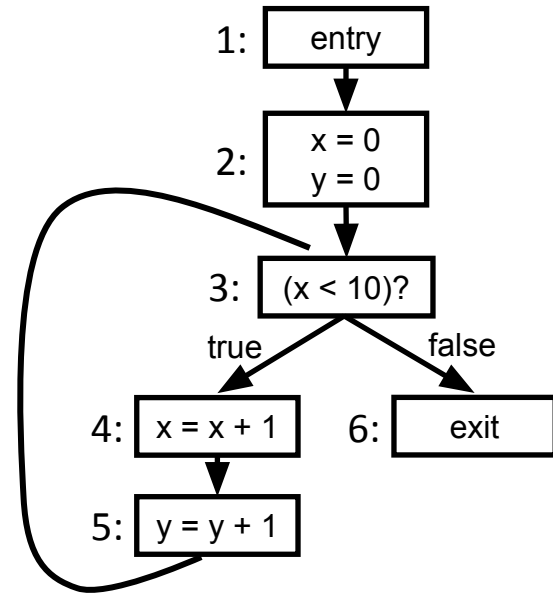 1: entry
2: x = 0
y = 0
3: (x < 10)?
true false
4: x = x + 1
6: exit
5: y = y + 1